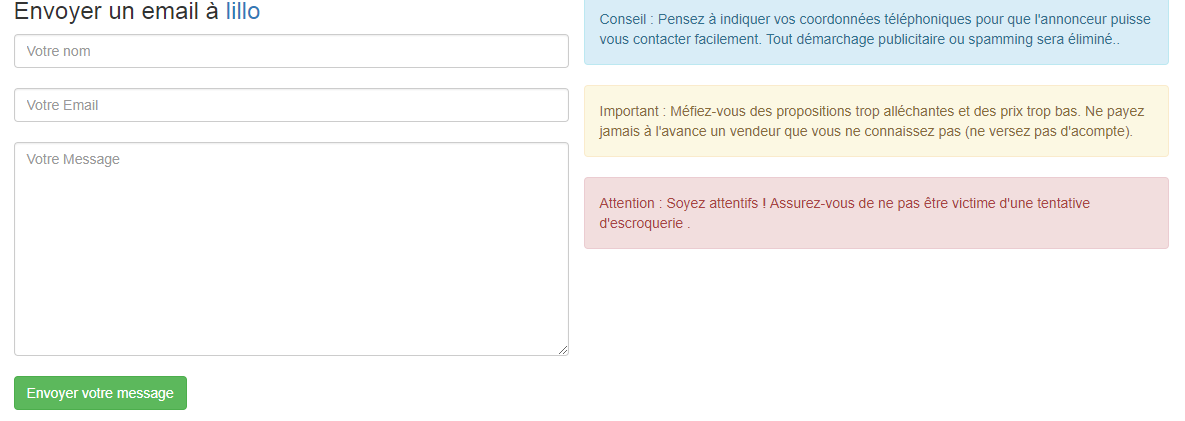 Envoyer un email à lillo
Votre nom
Votre Email
Votre Message
Envoyer votre message
Conseil : Pensez à indiquer vos coordonnées téléphoniques pour que l'annonceur puisse
vous contacter facilement. Tout démarchage publicitaire ou spamming sera éliminé..
Important : Méfiez-vous des propositions trop alléchantes et des prix trop bas. Ne payez
jamais à l'avance un vendeur que vous ne connaissez pas (ne versez pas d'acompte).
Attention : Soyez attentifs ! Assurez-vous de ne pas être victime d'une tentative
d'escroquerie .